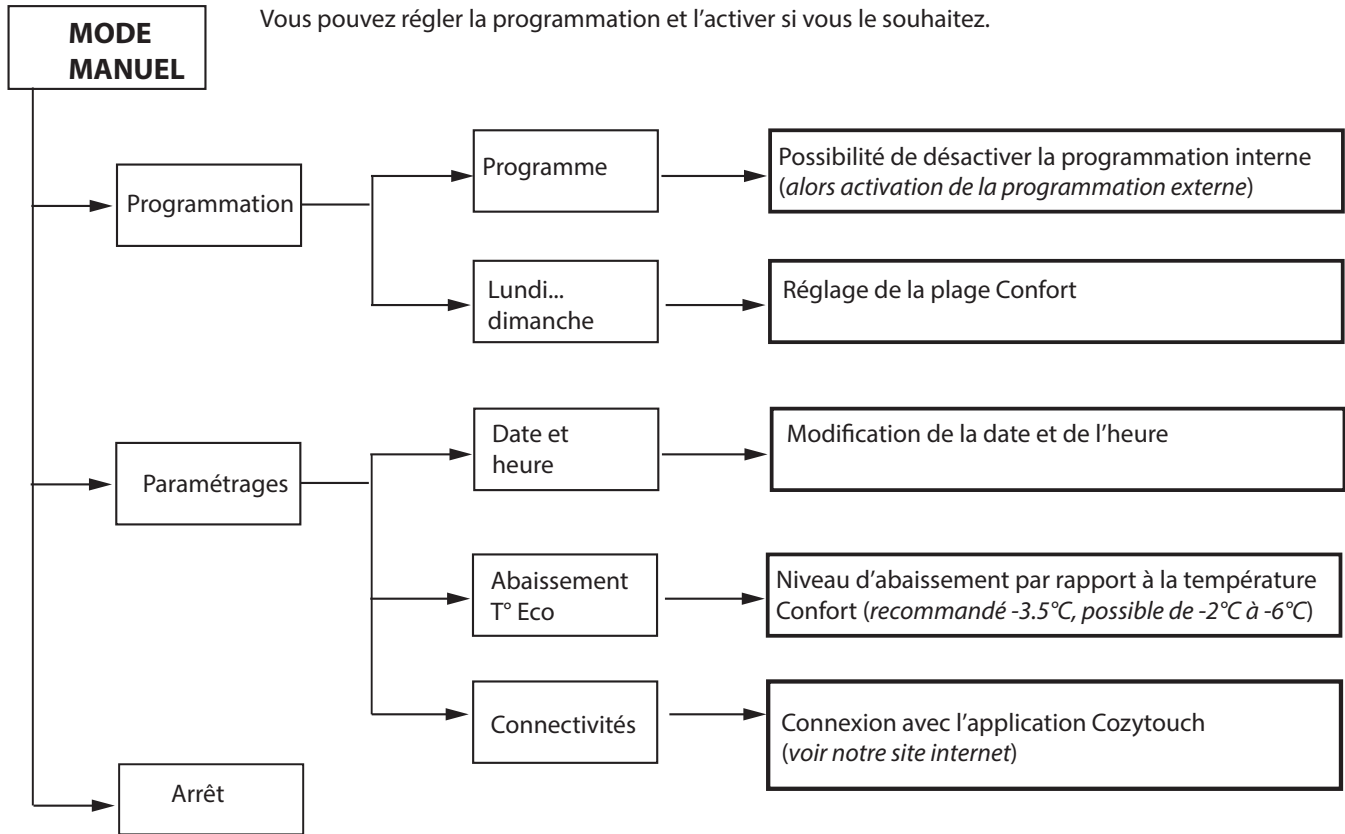 MODE
MANUEL
Vous pouvez régler la programmation et l'activer si vous le souhaitez.
Programmation
Programme
Possibilité de désactiver la programmation interne
(alors activation de la programmation externe)
Lundi...
dimanche
Réglage de la plage Confort
Paramétrages
Date et
heure
Modification de la date et de l'heure
Abaissement
T° Eco
Niveau d'abaissement par rapport à la température
Confort (recommandé -3.5°C, possible de -2°C à -6°C)
Connectivités
Connexion avec l'application Cozytouch
(voir notre site internet)
Arrêt